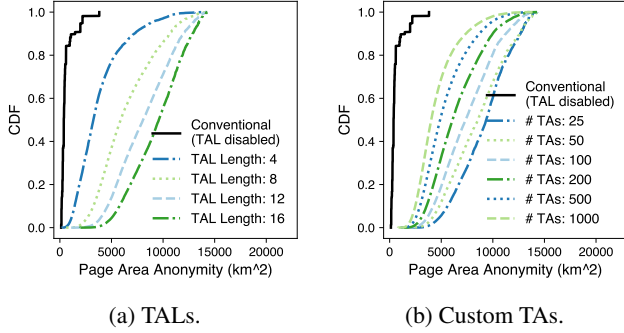 1.0
0.8
0.6
0.4
0.2
0.0
CDF
Conventional
(TAL disabled)
TAL Length: 4
TAL Length: 8
TAL Length: 12
TAL Length: 16
0 5000 10000 15000 20000
Page Area Anonymity (km^2)
(a) TALs.
1.0
0.8
0.6
0.4
0.2
0.0
CDF
Conventional
(TAL disabled)
# TAs: 25
# TAs: 50
# TAs: 100
# TAs: 200
# TAs: 500
# TAs: 1000
0 5000 10000 15000 20000
Page Area Anonymity (km^2)
(b) Custom TAs.